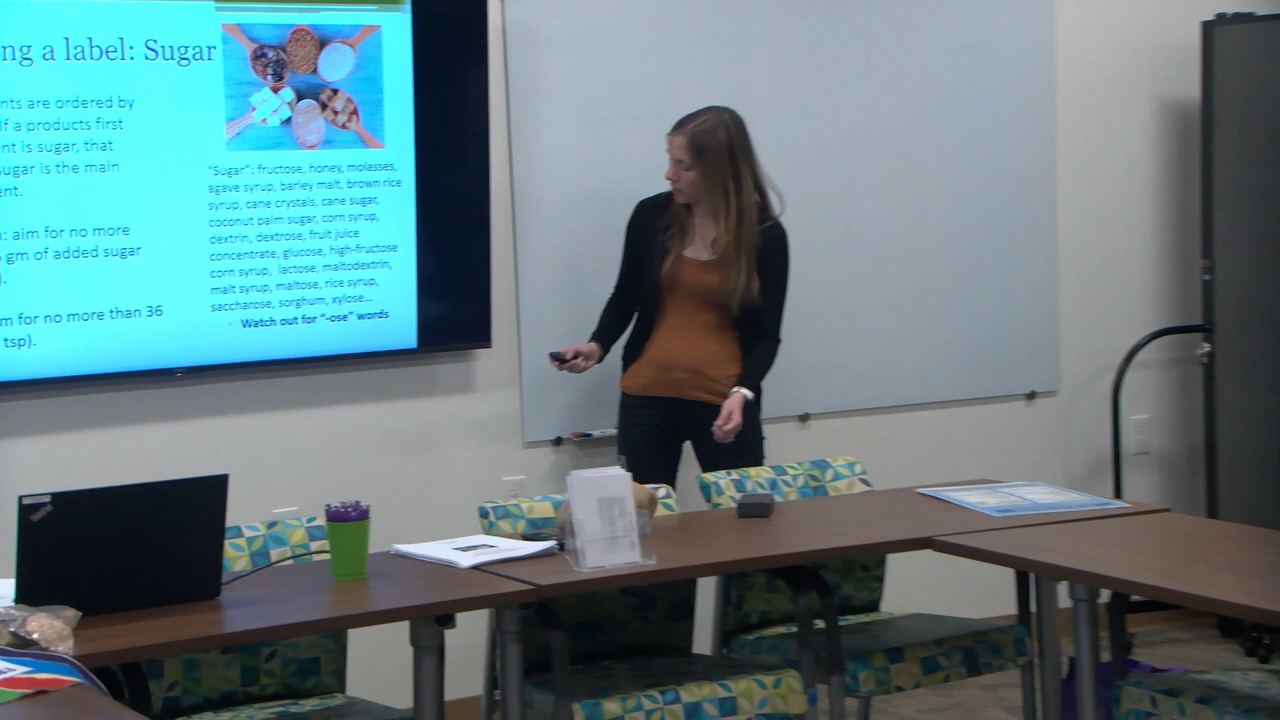 ng a label: Sugar
nts are ordered by
If a products first
nt is sugar, that
sugar is the main
ent.
: aim for no more
gm of added sugar
).
m for no more than 36
tsp).
"Sugar": fructose, honey, molasses,
agave syrup, barley malt, brown rice
syrup, cane crystals, cane sugar,
coconut palm sugar, corn syrup,
dextrin, dextrose, fruit juice
concentrate, glucose, high-fructose
corn syrup, lactose, maltodextrin,
malt syrup, maltose, rice syrup,
saccharose, sorghum, xylose...
Watch out for "-ose" words